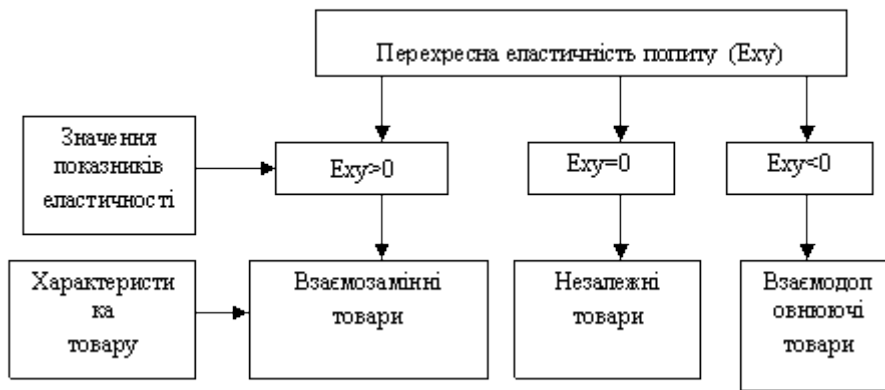 Перехресна еластичність попиту (Exy)
Значення
показників
еластичності
Exy>0
Exy=0
Exy<0
Характеристи
ка
товару
Взаємозамінні
товари
Незалежні
товари
Взаємодоп
овнюючі
товари